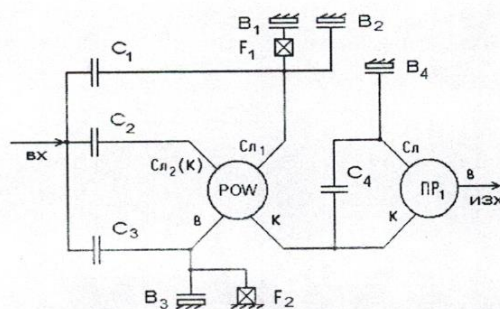 B₁ B₂
F₁
C₁
B₄
C₂
вх
Сл₁
Сл₂(К)
Сл
POW
C₄
ПР₁
в
изх
в
к
к
C₃
B₃
F₂